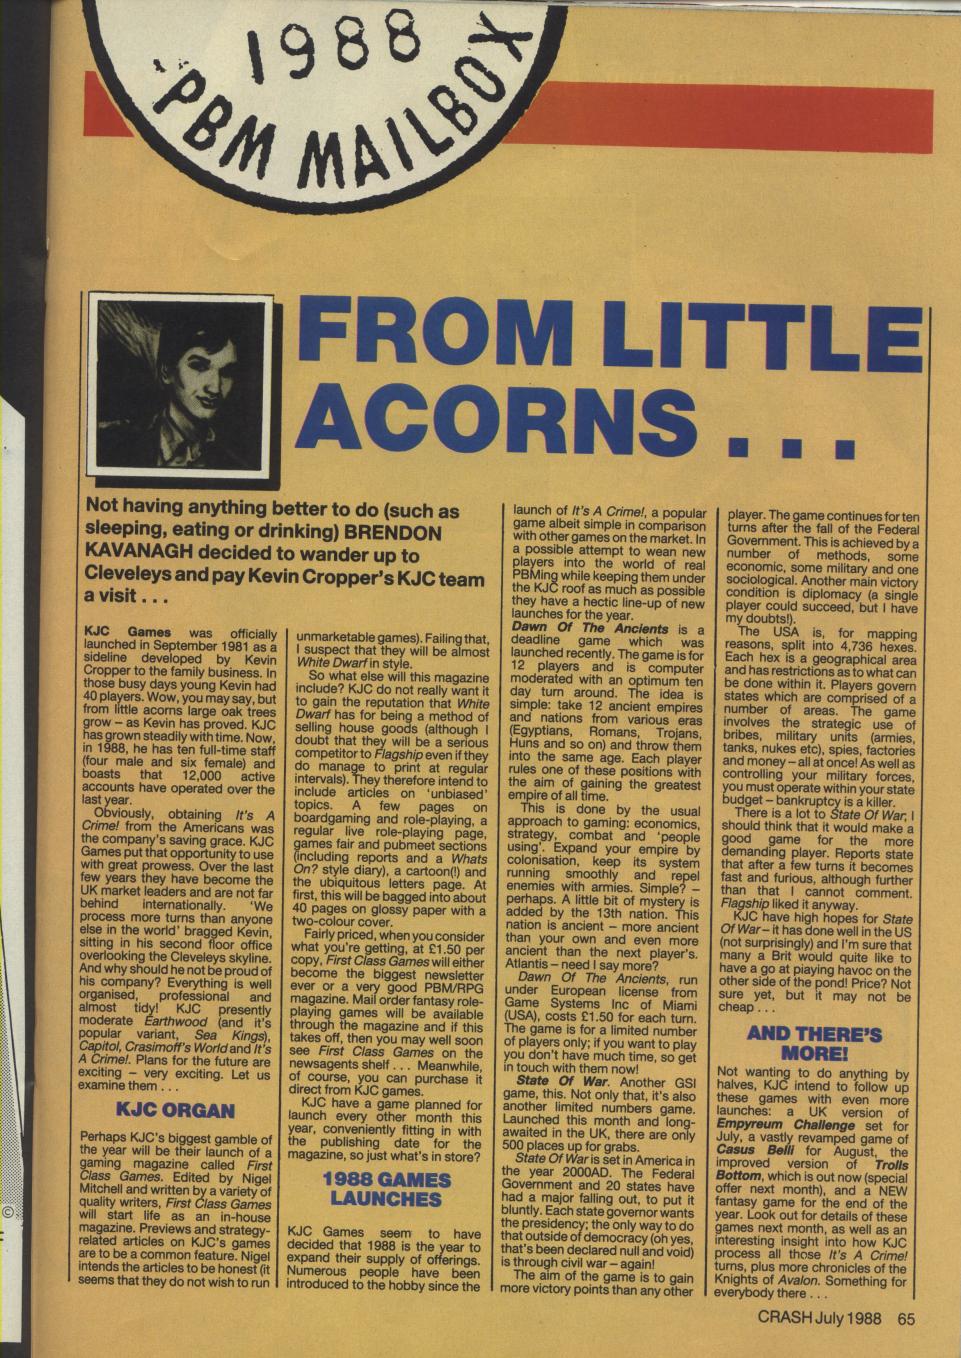 1988
PBM MAILBOX
FROM LITTLE
ACORNS . . .
Not having anything better to do (such as
sleeping, eating or drinking) BRENDON
KAVANAGH decided to wander up to
Cleveleys and pay Kevin Cropper's KJC team
a visit . . .
KJC Games was officially
launched in September 1981 as a
sideline developed by Kevin
Cropper to the family business. In
those busy days young Kevin had
40 players. Wow, you may say, but
from little acorns large oak trees
grow – as Kevin has proved. KJC
has grown steadily with time. Now,
in 1988, he has ten full-time staff
(four male and six female) and
boasts that 12,000 active
accounts have operated over the
last year.
Obviously, obtaining It's A
Crime! from the Americans was
the company's saving grace. KJC
Games put that opportunity to use
with great prowess. Over the last
few years they have become the
UK market leaders and are not far
behind internationally. 'We
process more turns than anyone
else in the world' bragged Kevin,
sitting in his second floor office
overlooking the Cleveleys skyline.
And why should he not be proud of
his company? Everything is well
organised, professional and
almost tidy! KJC presently
moderate Earthwood (and it's
popular variant, Sea Kings),
Capitol, Crasimoff's World and It's
A Crime!. Plans for the future are
exciting – very exciting. Let us
examine them . . .
KJC ORGAN
Perhaps KJC's biggest gamble of
the year will be their launch of a
gaming magazine called First
Class Games. Edited by Nigel
Mitchell and written by a variety of
quality writers, First Class Games
will start life as an in-house
magazine. Previews and strategy-
related articles on KJC's games
are to be a common feature. Nigel
intends the articles to be honest (it
seems that they do not wish to run
unmarketable games). Failing that,
I suspect that they will be almost
White Dwarf in style.
So what else will this magazine
include? KJC do not really want it
to gain the reputation that White
Dwarf has for being a method of
selling house goods (although I
doubt that they will be a serious
competitor to Flagship even if they
do manage to print at regular
intervals). They therefore intend to
include articles on 'unbiased'
topics. A few pages on
boardgaming and role-playing, a
regular live role-playing page,
games fair and pubmeet sections
(including reports and a Whats
On? style diary), a cartoon(!) and
the ubiquitous letters page. At
first, this will be bagged into about
40 pages on glossy paper with a
two-colour cover.
Fairly priced, when you consider
what you're getting, at £1.50 per
copy, First Class Games will either
become the biggest newsletter
ever or a very good PBM/RPG
magazine. Mail order fantasy role-
playing games will be available
through the magazine and if this
takes off, then you may well soon
see First Class Games on the
newsagents shelf . . . Meanwhile,
of course, you can purchase it
direct from KJC games.
KJC have a game planned for
launch every other month this
year, conveniently fitting in with
the publishing date for the
magazine, so just what's in store?
1988 GAMES
LAUNCHES
KJC Games seem to have
decided that 1988 is the year to
expand their supply of offerings.
Numerous people have been
introduced to the hobby since the
launch of It's A Crime!, a popular
game albeit simple in comparison
with other games on the market. In
a possible attempt to wean new
players into the world of real
PBMing while keeping them under
the KJC roof as much as possible
they have a hectic line-up of new
launches for the year.
Dawn Of The Ancients is a
deadline game which was
launched recently. The game is for
12 players and is computer
moderated with an optimum ten
day turn around. The idea is
simple: take 12 ancient empires
and nations from various eras
(Egyptians, Romans, Trojans,
Huns and so on) and throw them
into the same age. Each player
rules one of these positions with
the aim of gaining the greatest
empire of all time.
This is done by the usual
approach to gaming: economics,
strategy, combat and 'people
using'. Expand your empire by
colonisation, keep its system
running smoothly and repel
enemies with armies. Simple? –
perhaps. A little bit of mystery is
added by the 13th nation. This
nation is ancient – more ancient
than your own and even more
ancient than the next player's.
Atlantis – need I say more?
Dawn Of The Ancients, run
under European license from
Game Systems Inc of Miami
(USA), costs £1.50 for each turn.
The game is for a limited number
of players only; if you want to play
you don't have much time, so get
in touch with them now!
State Of War. Another GSI
game, this. Not only that, it's also
another limited numbers game.
Launched this month and long-
awaited in the UK, there are only
500 places up for grabs.
State Of War is set in America in
the year 2000AD. The Federal
Government and 20 states have
had a major falling out, to put it
bluntly. Each state governor wants
the presidency; the only way to do
that outside of democracy (oh yes,
that's been declared null and void)
is through civil war – again!
The aim of the game is to gain
more victory points than any other
player. The game continues for ten
turns after the fall of the Federal
Government. This is achieved by a
number of methods, some
economic, some military and one
sociological. Another main victory
condition is diplomacy (a single
player could succeed, but I have
my doubts!).
The USA is, for mapping
reasons, split into 4,736 hexes.
Each hex is a geographical area
and has restrictions as to what can
be done within it. Players govern
states which are comprised of a
number of areas. The game
involves the strategic use of
bribes, military units (armies,
tanks, nukes etc), spies, factories
and money – all at once! As well as
controlling your military forces,
you must operate within your state
budget – bankruptcy is a killer.
There is a lot to State Of War; I
should think that it would make a
good game for the more
demanding player. Reports state
that after a few turns it becomes
fast and furious, although further
than that I cannot comment.
Flagship liked it anyway.
KJC have high hopes for State
Of War – it has done well in the US
(not surprisingly) and I'm sure that
many a Brit would quite like to
have a go at playing havoc on the
other side of the pond! Price? Not
sure yet, but it may not be
cheap . . .
AND THERE'S
MORE!
Not wanting to do anything by
halves, KJC intend to follow up
these games with even more
launches: a UK version of
Empyreum Challenge set for
July, a vastly revamped game of
Casus Belli for August, the
improved version of Trolls
Bottom, which is out now (special
offer next month), and a NEW
fantasy game for the end of the
year. Look out for details of these
games next month, as well as an
interesting insight into how KJC
process all those It's A Crime!
turns, plus more chronicles of the
Knights of Avalon. Something for
everybody there . . .
CRASH July 1988 65
©